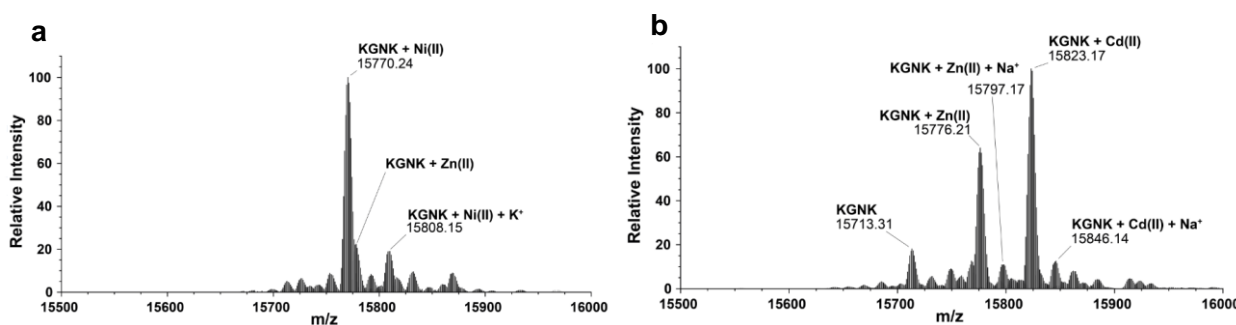 a
Relative Intensity
100
80
60
40
20
0
KGNK + Ni(II)
15770.24
KGNK + Zn(II)
KGNK + Ni(II) + K⁺
15808.15
15500
15600
15700
15800
15900
16000
m/z
b
Relative Intensity
100
80
60
40
20
0
KGNK + Cd(II)
15823.17
KGNK + Zn(II) + Na⁺
15797.17
KGNK + Zn(II)
15776.21
KGNK
15713.31
KGNK + Cd(II) + Na⁺
15846.14
15500
15600
15700
15800
15900
16000
m/z